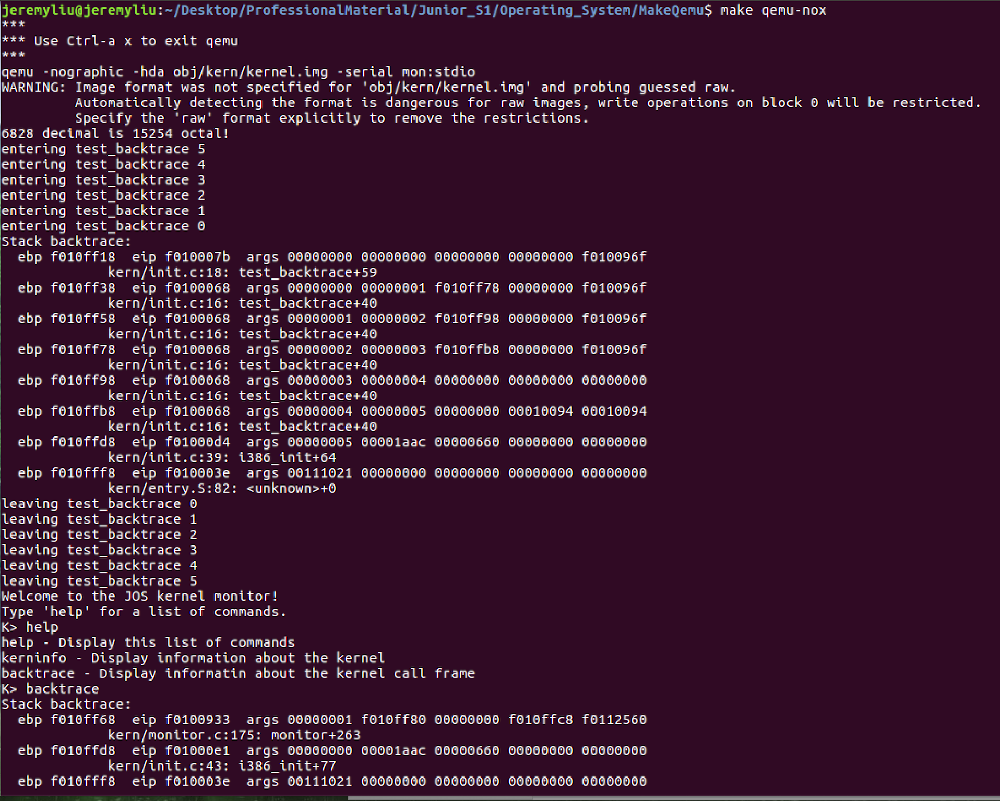 jeremyliu@jeremyliu:~/Desktop/ProfessionalMaterial/Junior_S1/Operating_System/MakeQemu$ make qemu-nox
***
*** Use Ctrl-a x to exit qemu
***
qemu -nographic -hda obj/kern/kernel.img -serial mon:stdio
WARNING: Image format was not specified for 'obj/kern/kernel.img' and probing guessed raw.
         Automatically detecting the format is dangerous for raw images, write operations on block 0 will be restricted.
         Specify the 'raw' format explicitly to remove the restrictions.
6828 decimal is 15254 octal!
entering test_backtrace 5
entering test_backtrace 4
entering test_backtrace 3
entering test_backtrace 2
entering test_backtrace 1
entering test_backtrace 0
Stack backtrace:
  ebp f010ff18  eip f010007b  args 00000000 00000000 00000000 00000000 f010096f
             kern/init.c:18: test_backtrace+59
  ebp f010ff38  eip f0100068  args 00000000 00000001 f010ff78 00000000 f010096f
             kern/init.c:16: test_backtrace+40
  ebp f010ff58  eip f0100068  args 00000001 00000002 f010ff98 00000000 f010096f
             kern/init.c:16: test_backtrace+40
  ebp f010ff78  eip f0100068  args 00000002 00000003 f010ffb8 00000000 f010096f
             kern/init.c:16: test_backtrace+40
  ebp f010ff98  eip f0100068  args 00000003 00000004 00000000 00000000 00000000
             kern/init.c:16: test_backtrace+40
  ebp f010ffb8  eip f0100068  args 00000004 00000005 00000000 00010094 00010094
             kern/init.c:16: test_backtrace+40
  ebp f010ffd8  eip f01000d4  args 00000005 00001aac 00000660 00000000 00000000
             kern/init.c:39: i386_init+64
  ebp f010fff8  eip f010003e  args 00111021 00000000 00000000 00000000 00000000
             kern/entry.S:82: <unknown>+0
leaving test_backtrace 0
leaving test_backtrace 1
leaving test_backtrace 2
leaving test_backtrace 3
leaving test_backtrace 4
leaving test_backtrace 5
Welcome to the JOS kernel monitor!
Type 'help' for a list of commands.
K> help
help - Display this list of commands
kerninfo - Display information about the kernel
backtrace - Display informatin about the kernel call frame
K> backtrace
Stack backtrace:
  ebp f010ff68  eip f0100933  args 00000001 f010ff80 00000000 f010ffc8 f0112560
             kern/monitor.c:175: monitor+263
  ebp f010ffd8  eip f01000e1  args 00000000 00001aac 00000660 00000000 00000000
             kern/init.c:43: i386_init+77
  ebp f010fff8  eip f010003e  args 00111021 00000000 00000000 00000000 00000000